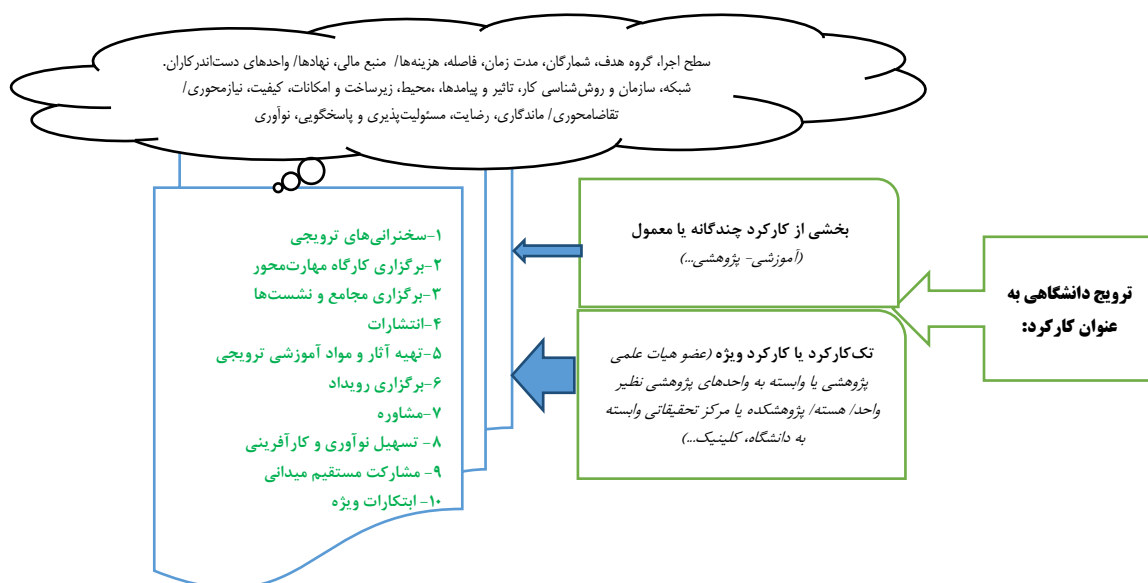 سطح اجرا، گروه هدف، شمارگان، مدت زمان، فاصله، هزینه‌ها/ منبع مالی، نهادها/ واحدهای دست‌اندرکاران.
شبکه، سازمان و روش‌شناسی کار، تاثیر و پیامدها، ،محیط، زیرساخت و امکانات، کیفیت، نیازمحوری/
تقاضامحوری/ ماندگاری، رضایت، مسئولیت‌پذیری و پاسخگویی، نوآوری
ترویج دانشگاهی به
عنوان کارکرد:
بخشی از کارکرد چندگانه یا معمول
(آموزشی- پژوهشی...)
تک‌کارکرد یا کارکرد ویژه (عضو هیات علمی
پژوهشی یا وابسته به واحدهای پژوهشی نظیر
واحد/ هسته/ پژوهشکده یا مرکز تحقیقاتی وابسته
به دانشگاه، کلینیک...)
۱-سخنرانی‌های ترویجی
۲-برگزاری کارگاه مهارت‌محور
۳-برگزاری مجامع و نشست‌ها
۴-انتشارات
۵-تهیه آثار و مواد آموزشی ترویجی
۶-برگزاری رویداد
۷-مشاوره
۸- تسهیل نوآوری و کارآفرینی
۹- مشارکت مستقیم میدانی
۱۰- ابتکارات ویژه